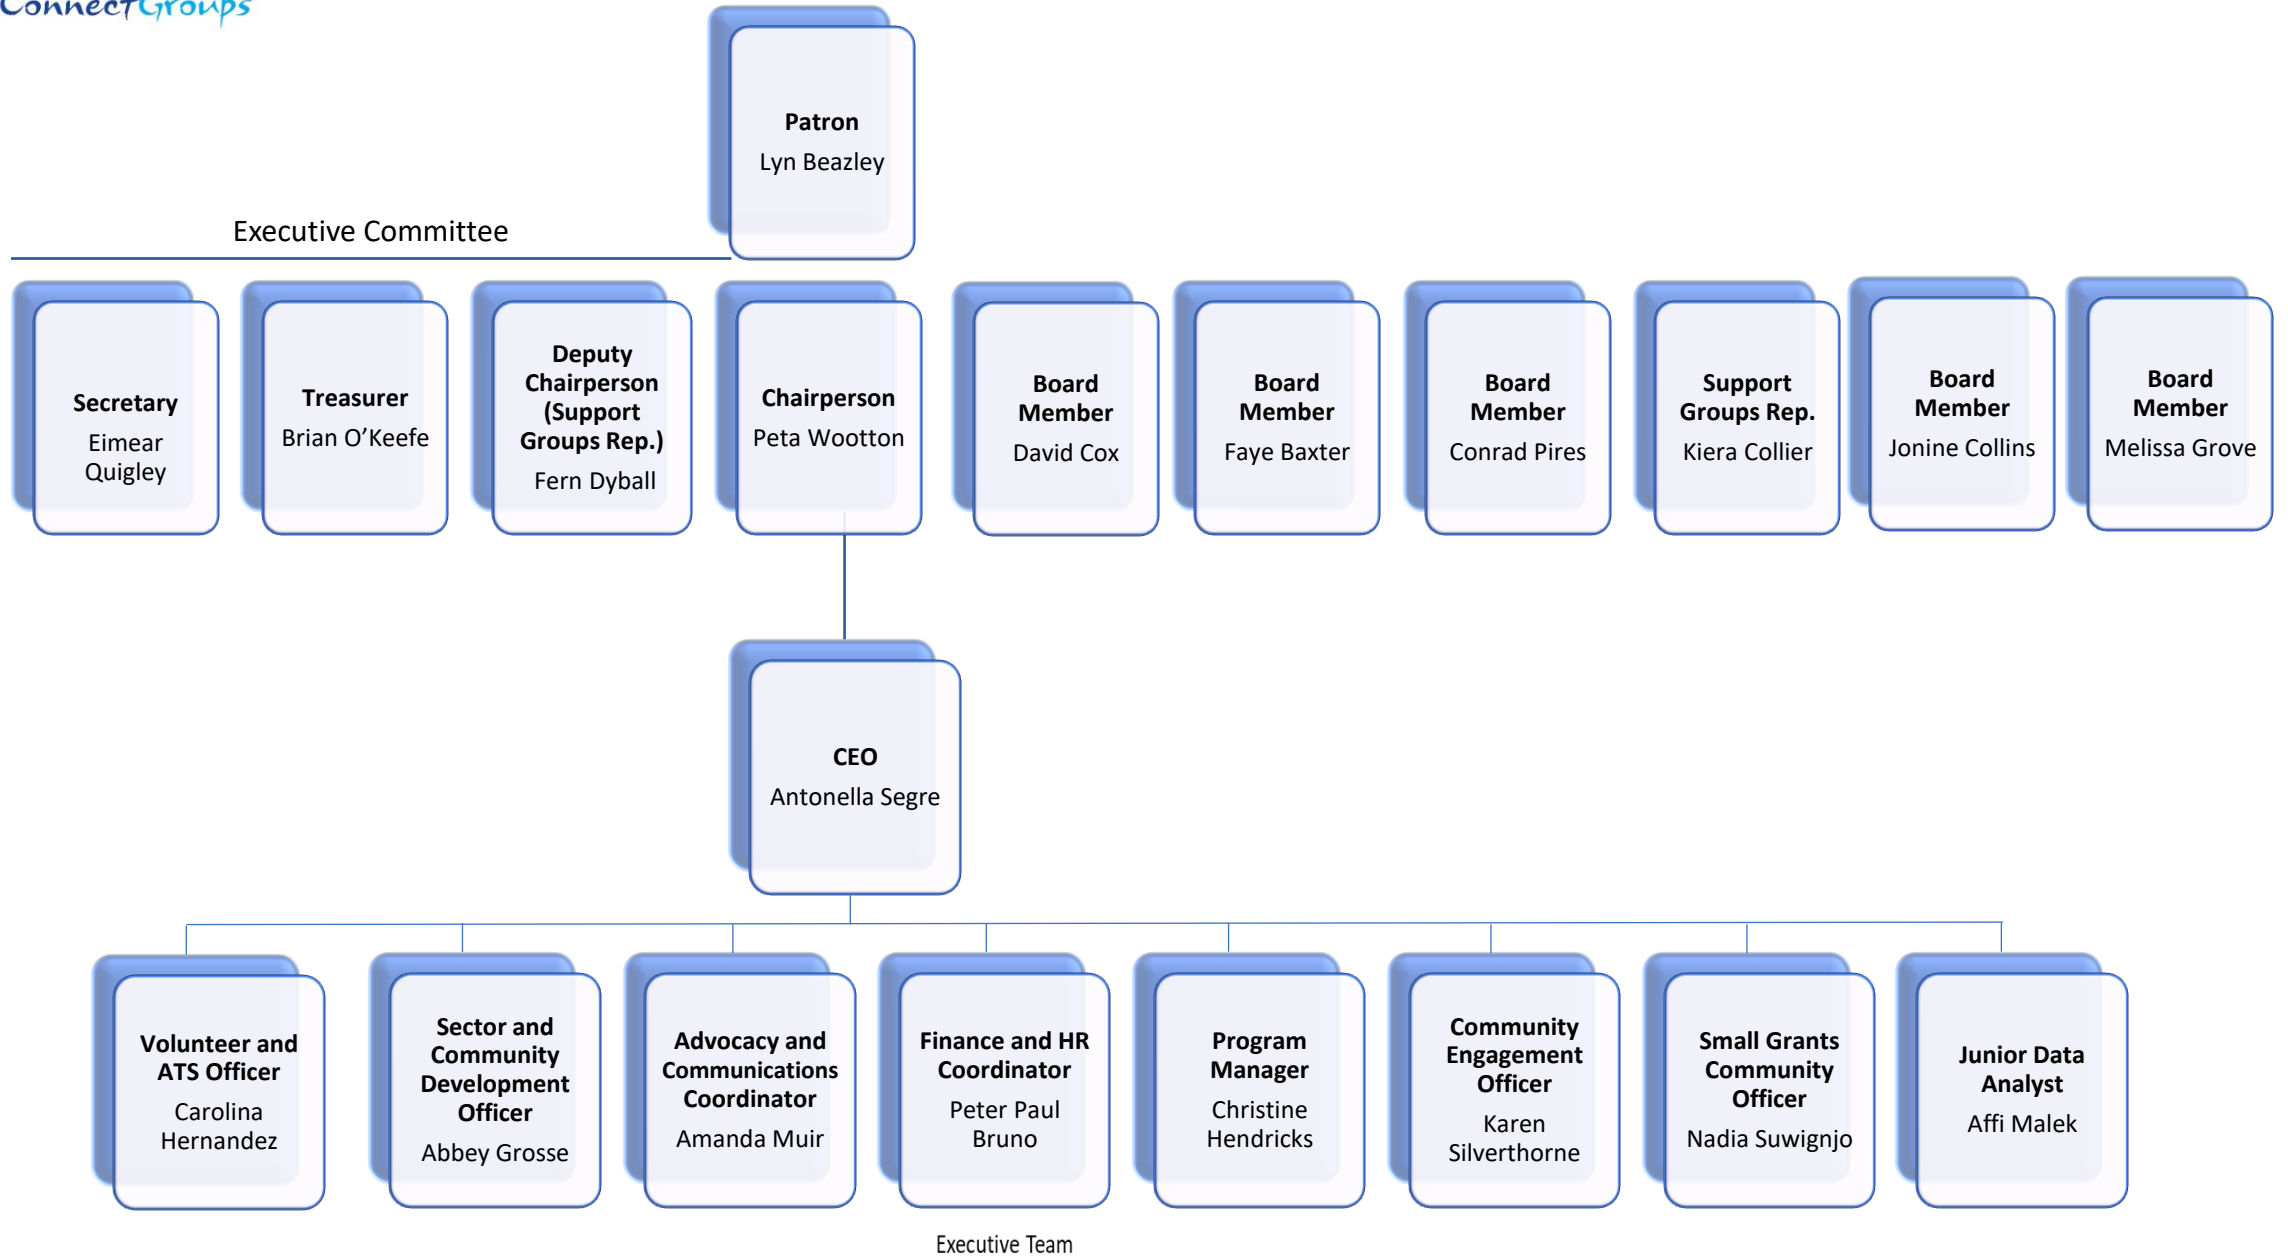 ConnectGroups
Patron
Lyn Beazley
Executive Committee
Secretary
Eimear
Quigley
Treasurer
Brian O’Keefe
Deputy
Chairperson
(Support
Groups Rep.)
Fern Dyball
Chairperson
Peta Wootton
Board
Member
David Cox
Board
Member
Faye Baxter
Board
Member
Conrad Pires
Support
Groups Rep.
Kiera Collier
Board
Member
Jonine Collins
Board
Member
Melissa Grove
CEO
Antonella Segre
Volunteer and
ATS Officer
Carolina
Hernandez
Sector and
Community
Development
Officer
Abbey Grosse
Advocacy and
Communications
Coordinator
Amanda Muir
Finance and HR
Coordinator
Peter Paul
Bruno
Program
Manager
Christine
Hendricks
Community
Engagement
Officer
Karen
Silverthorne
Small Grants
Community
Officer
Nadia Suwignjo
Junior Data
Analyst
Affi Malek
Executive Team